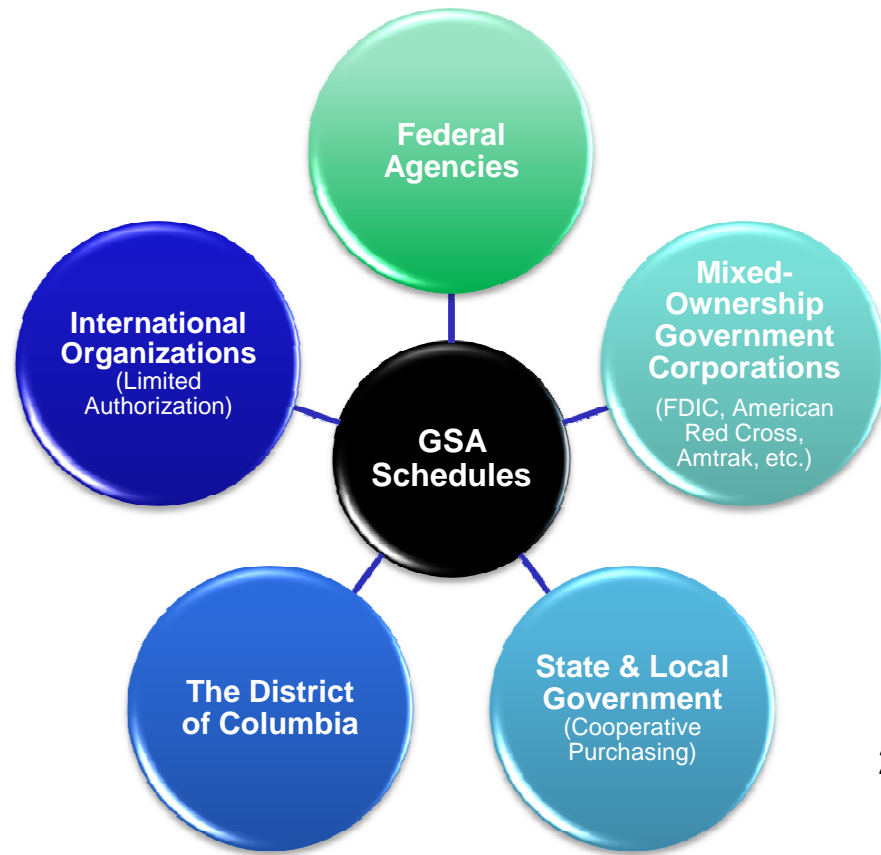 Federal
Agencies
International
Organizations
(Limited
Authorization)
Mixed-
Ownership
Government
Corporations
(FDIC, American
Red Cross,
Amtrak, etc.)
GSA
Schedules
The District
of Columbia
State & Local
Government
(Cooperative
Purchasing)